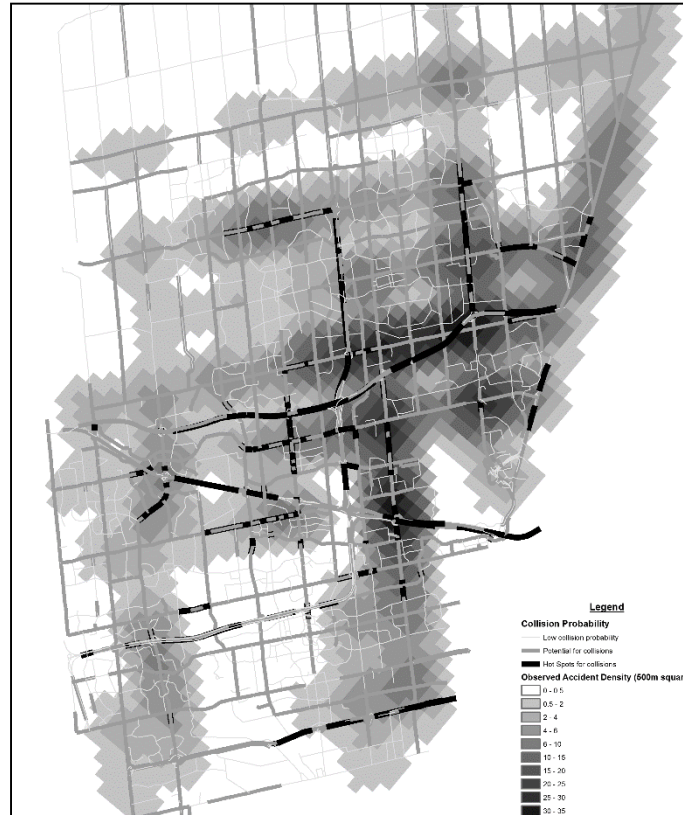 Legend
Collision Probability
Low collision probability
Potential for collisions
Hot Spots for collisions
Observed Accident Density (500m squar
0 - 0.5
0.5 - 2
2 - 4
4 - 6
6 - 10
10 - 15
15 - 20
20 - 25
25 - 30
30 - 35